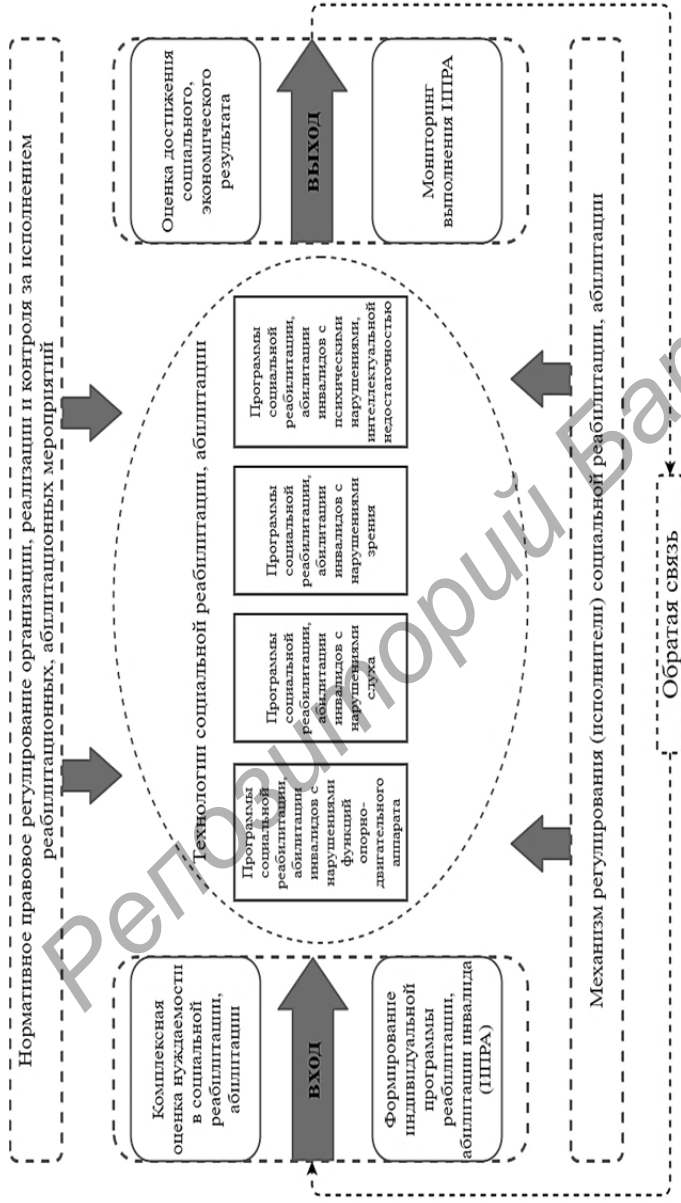 Нормативное правовое регулирование организации, реализации и контроля за исполнением
реабилитационных, абилитационных мероприятий
Комплексная
оценка нуждаемости
в социальной
реабилитации,
абилитации
ВХОД
Формирование
индивидуальной
программы
реабилитации,
абилитации инвалида
(ИПРА)
Технологии социальной реабилитации, абилитации
Программы
социальной
реабилитации,
абилитации
инвалидов с
нарушениями
функций
опорно-
двигательного
аппарата
Программы
социальной
реабилитации,
абилитации
инвалидов с
нарушениями
слуха
Программы
социальной
реабилитации,
абилитации
инвалидов с
нарушениями
зрения
Программы
социальной
реабилитации,
абилитации
инвалидов с
психическими
нарушениями,
интеллектуальной
недостаточностью
Оценка достижения
социального,
экономического
результата
ВЫХОД
Мониторинг
выполнения ИПРА
Механизм регулирования (исполнители) социальной реабилитации, абилитации
Обратая связь
Репозиторий